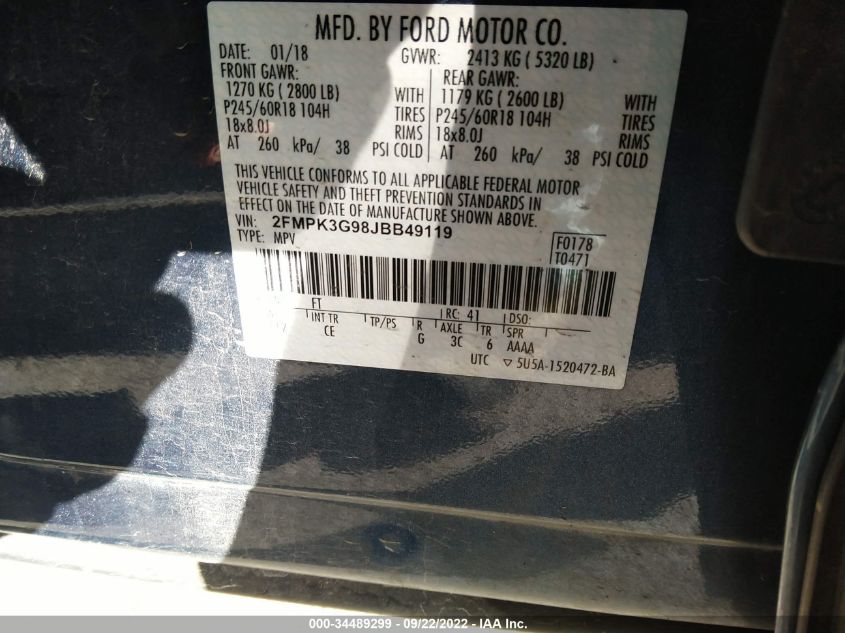 MFD. BY FORD MOTOR CO.
DATE: 01/18 GVWR: 2413 KG ( 5320 LB)
FRONT GAWR: REAR GAWR:
1270 KG ( 2800 LB) WITH 1179 KG ( 2600 LB) WITH
P245/60R18 104H TIRES P245/60R18 104H TIRES
18x8.0J RIMS 18x8.0J RIMS
AT 260 kPa/ 38 PSI COLD AT 260 kPa/ 38 PSI COLD
THIS VEHICLE CONFORMS TO ALL APPLICABLE FEDERAL MOTOR
VEHICLE SAFETY AND THEFT PREVENTION STANDARDS IN
EFFECT ON THE DATE OF MANUFACTURE SHOWN ABOVE.
VIN: 2FMPK3G98JBB49119
TYPE: MPV
F0178
T0471
FT RC: 41 DSO:
INT TR TP/PS R AXLE TR SPR
CE G 3C 6 AAAA
UTC ▽ 5U5A-1520472-BA
000-34489299 - 09/22/2022 - IAA Inc.